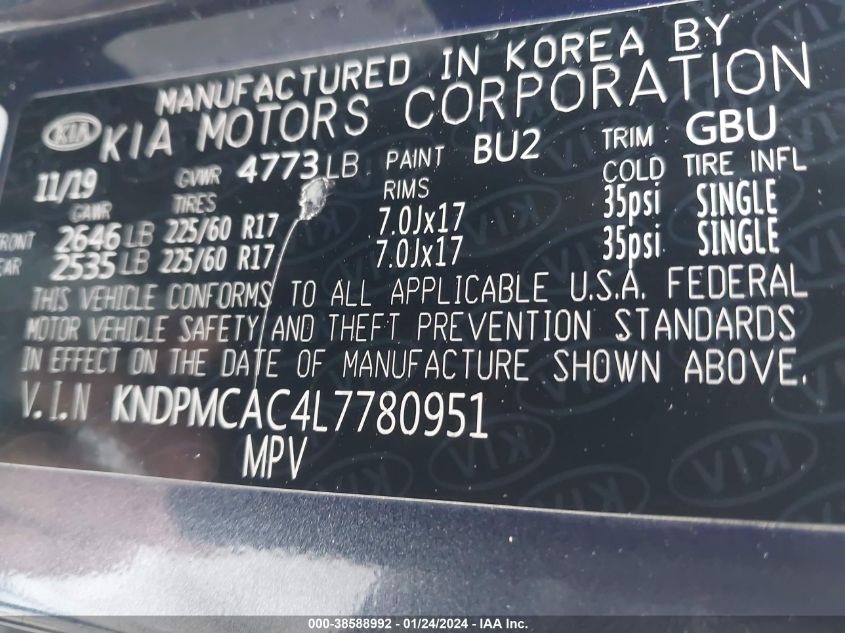 MANUFACTURED IN KOREA BY
KIA KIA MOTORS CORPORATION
11/19 GVWR 4773 LB PAINT BU2 TRIM GBU
GAWR TIRES RIMS COLD TIRE INFL
FRONT 2646 LB 225/60 R17 7.0Jx17 35psi SINGLE
EAR 2535 LB 225/60 R17 7.0Jx17 35psi SINGLE
THIS VEHICLE CONFORMS TO ALL APPLICABLE U.S.A. FEDERAL
MOTOR VEHICLE SAFETY AND THEFT PREVENTION STANDARDS
IN EFFECT ON THE DATE OF MANUFACTURE SHOWN ABOVE.
V.I.N KNDPMCAC4L7780951
MPV
000-38588992 - 01/24/2024 - IAA Inc.